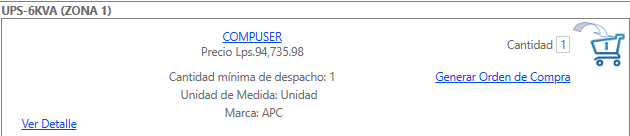 UPS-6KVA (ZONA 1)
COMPUSER
Precio Lps.94,735.98
Cantidad 1
1
Cantidad mínima de despacho: 1
Generar Orden de Compra
Unidad de Medida: Unidad
Marca: APC
Ver Detalle